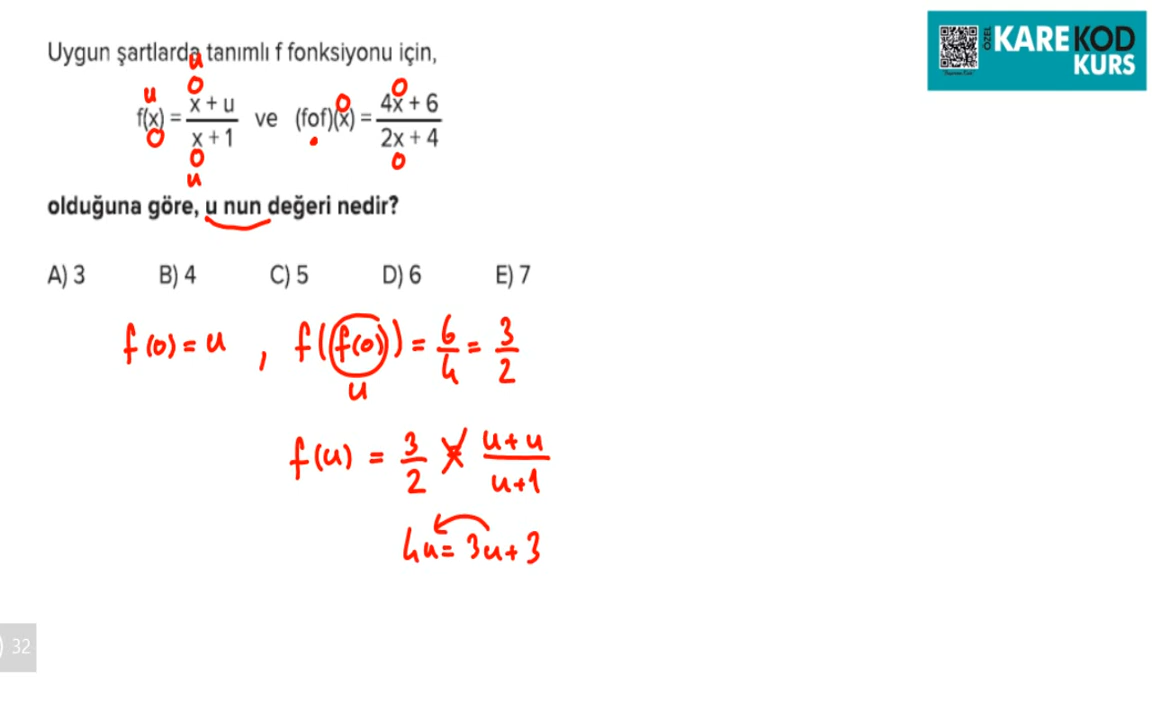 ÖZEL KAREKOD KURS
Uygun şartlarda tanımlı f fonksiyonu için,
f(x) = (x + u)/(x + 1) ve (fof)(x) = (4x + 6)/(2x + 4)
olduğuna göre, u nun değeri nedir?
A) 3 B) 4 C) 5 D) 6 E) 7
f(0) = u , f(f(0)) = 6/4 = 3/2
u
f(u) = 3/2 = (u+u)/(u+1)
4u = 3u + 3
32